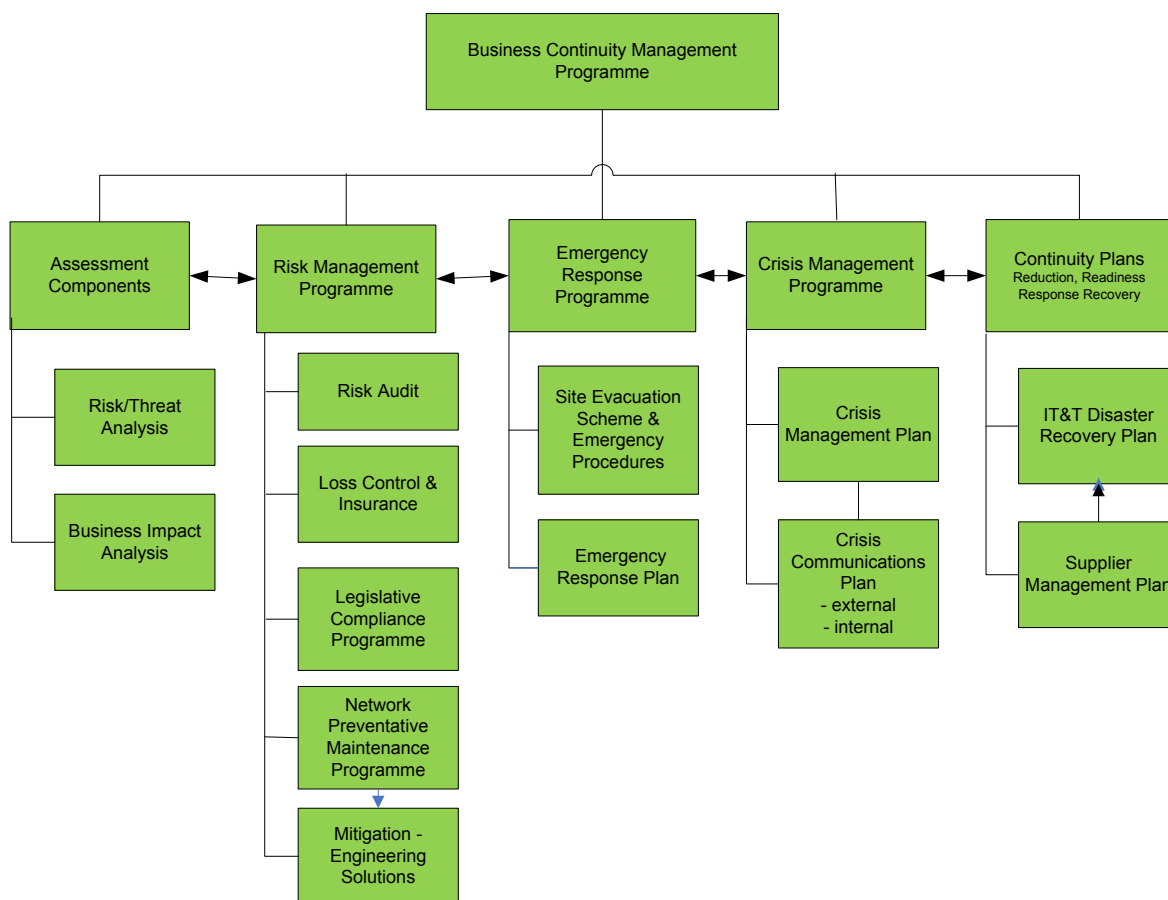 Business Continuity Management
Programme
Assessment
Components
Risk/Threat
Analysis
Business Impact
Analysis
Risk Management
Programme
Risk Audit
Loss Control &
Insurance
Legislative
Compliance
Programme
Network
Preventative
Maintenance
Programme
Mitigation -
Engineering
Solutions
Emergency
Response
Programme
Site Evacuation
Scheme &
Emergency
Procedures
Emergency
Response Plan
Crisis Management
Programme
Crisis
Management Plan
Crisis
Communications
Plan
- external
- internal
Continuity Plans
Reduction, Readiness
Response Recovery
IT&T Disaster
Recovery Plan
Supplier
Management Plan